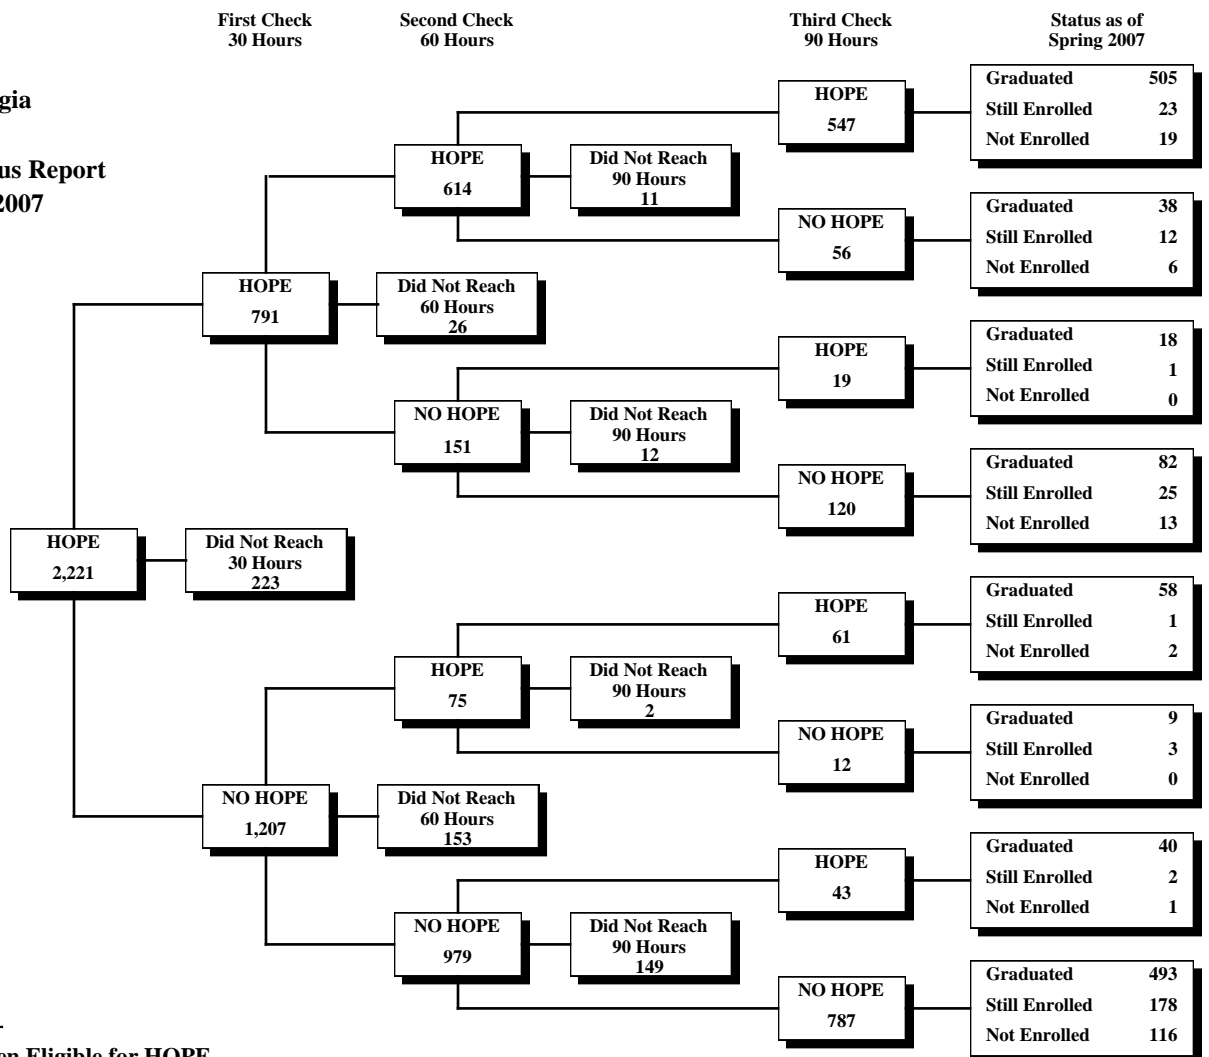 First Check
30 Hours
Second Check
60 Hours
Third Check
90 Hours
Status as of
Spring 2007
gia
us Report
2007
HOPE
2,221
Did Not Reach
30 Hours
223
HOPE
791
Did Not Reach
60 Hours
26
NO HOPE
1,207
Did Not Reach
60 Hours
153
HOPE
614
Did Not Reach
90 Hours
11
NO HOPE
151
Did Not Reach
90 Hours
12
HOPE
75
Did Not Reach
90 Hours
2
NO HOPE
979
Did Not Reach
90 Hours
149
HOPE
547
Graduated 505
Still Enrolled 23
Not Enrolled 19
NO HOPE
56
Graduated 38
Still Enrolled 12
Not Enrolled 6
HOPE
19
Graduated 18
Still Enrolled 1
Not Enrolled 0
NO HOPE
120
Graduated 82
Still Enrolled 25
Not Enrolled 13
HOPE
61
Graduated 58
Still Enrolled 1
Not Enrolled 2
NO HOPE
12
Graduated 9
Still Enrolled 3
Not Enrolled 0
HOPE
43
Graduated 40
Still Enrolled 2
Not Enrolled 1
NO HOPE
787
Graduated 493
Still Enrolled 178
Not Enrolled 116
en Eligible for HOPE